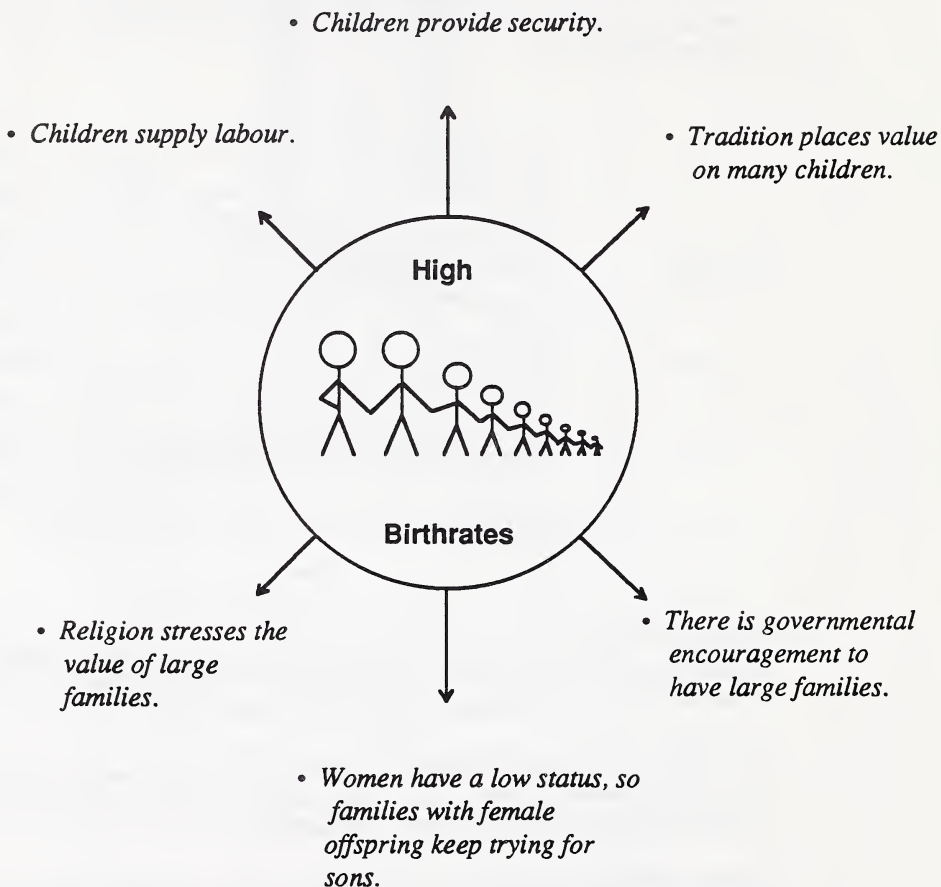 • Children provide security.
• Children supply labour.
• Tradition places value
on many children.
High
Birthrates
• Religion stresses the
value of large
families.
• There is governmental
encouragement to
have large families.
• Women have a low status, so
families with female
offspring keep trying for
sons.